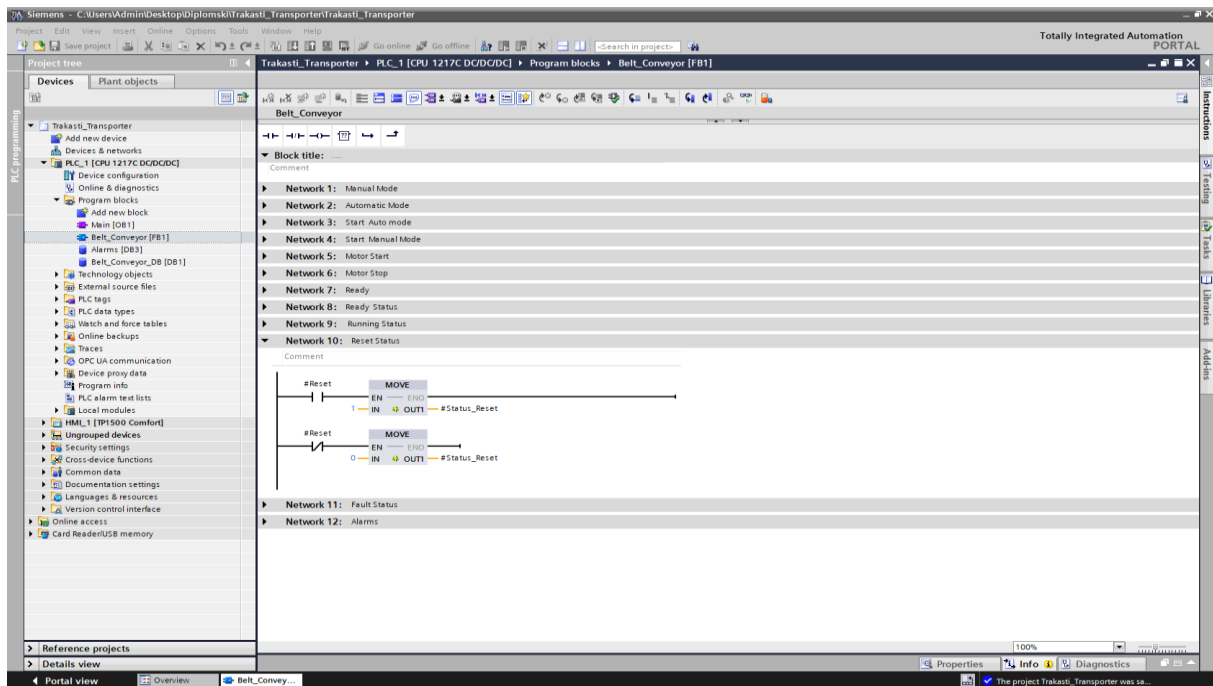 Siemens - C:\Users\Admin\Desktop\Diplomski\Trakasti_Transporter\Trakasti_Transporter
Project Edit View Insert Online Options Tools Window Help
Totally Integrated Automation
PORTAL
Save project Go online Go offline <Search in project>
Project tree
Trakasti_Transporter PLC_1 [CPU 1217C DC/DC/DC] Program blocks Belt_Conveyor [FB1]
Devices Plant objects
PLC programming
Trakasti_Transporter
Add new device
Devices & networks
PLC_1 [CPU 1217C DC/DC/DC]
Device configuration
Online & diagnostics
Program blocks
Add new block
Main [OB1]
Belt_Conveyor [FB1]
Alarms [DB3]
Belt_Conveyor_DB [DB1]
Technology objects
External source files
PLC tags
PLC data types
Watch and force tables
Online backups
Traces
OPC UA communication
Device proxy data
Program info
PLC alarm text lists
Local modules
HMI_1 [TP1500 Comfort]
Ungrouped devices
Security settings
Cross-device functions
Common data
Documentation settings
Languages & resources
Version control interface
Online access
Card Reader/USB memory
Reference projects
Details view
Belt_Conveyor
Block title: .....
Comment
Network 1: Manual Mode
Network 2: Automatic Mode
Network 3: Start Auto mode
Network 4: Start Manual Mode
Network 5: Motor Start
Network 6: Motor Stop
Network 7: Ready
Network 8: Ready Status
Network 9: Running Status
Network 10: Reset Status
Comment
#Reset MOVE
EN ENO
1 IN OUT1 #Status_Reset
#Reset MOVE
EN ENO
0 IN OUT1 #Status_Reset
Network 11: Fault Status
Network 12: Alarms
100%
Instructions
Testing
Tasks
Libraries
Add-ins
Properties Info Diagnostics
Portal view Overview Belt_Convey... The project Trakasti_Transporter was sa...